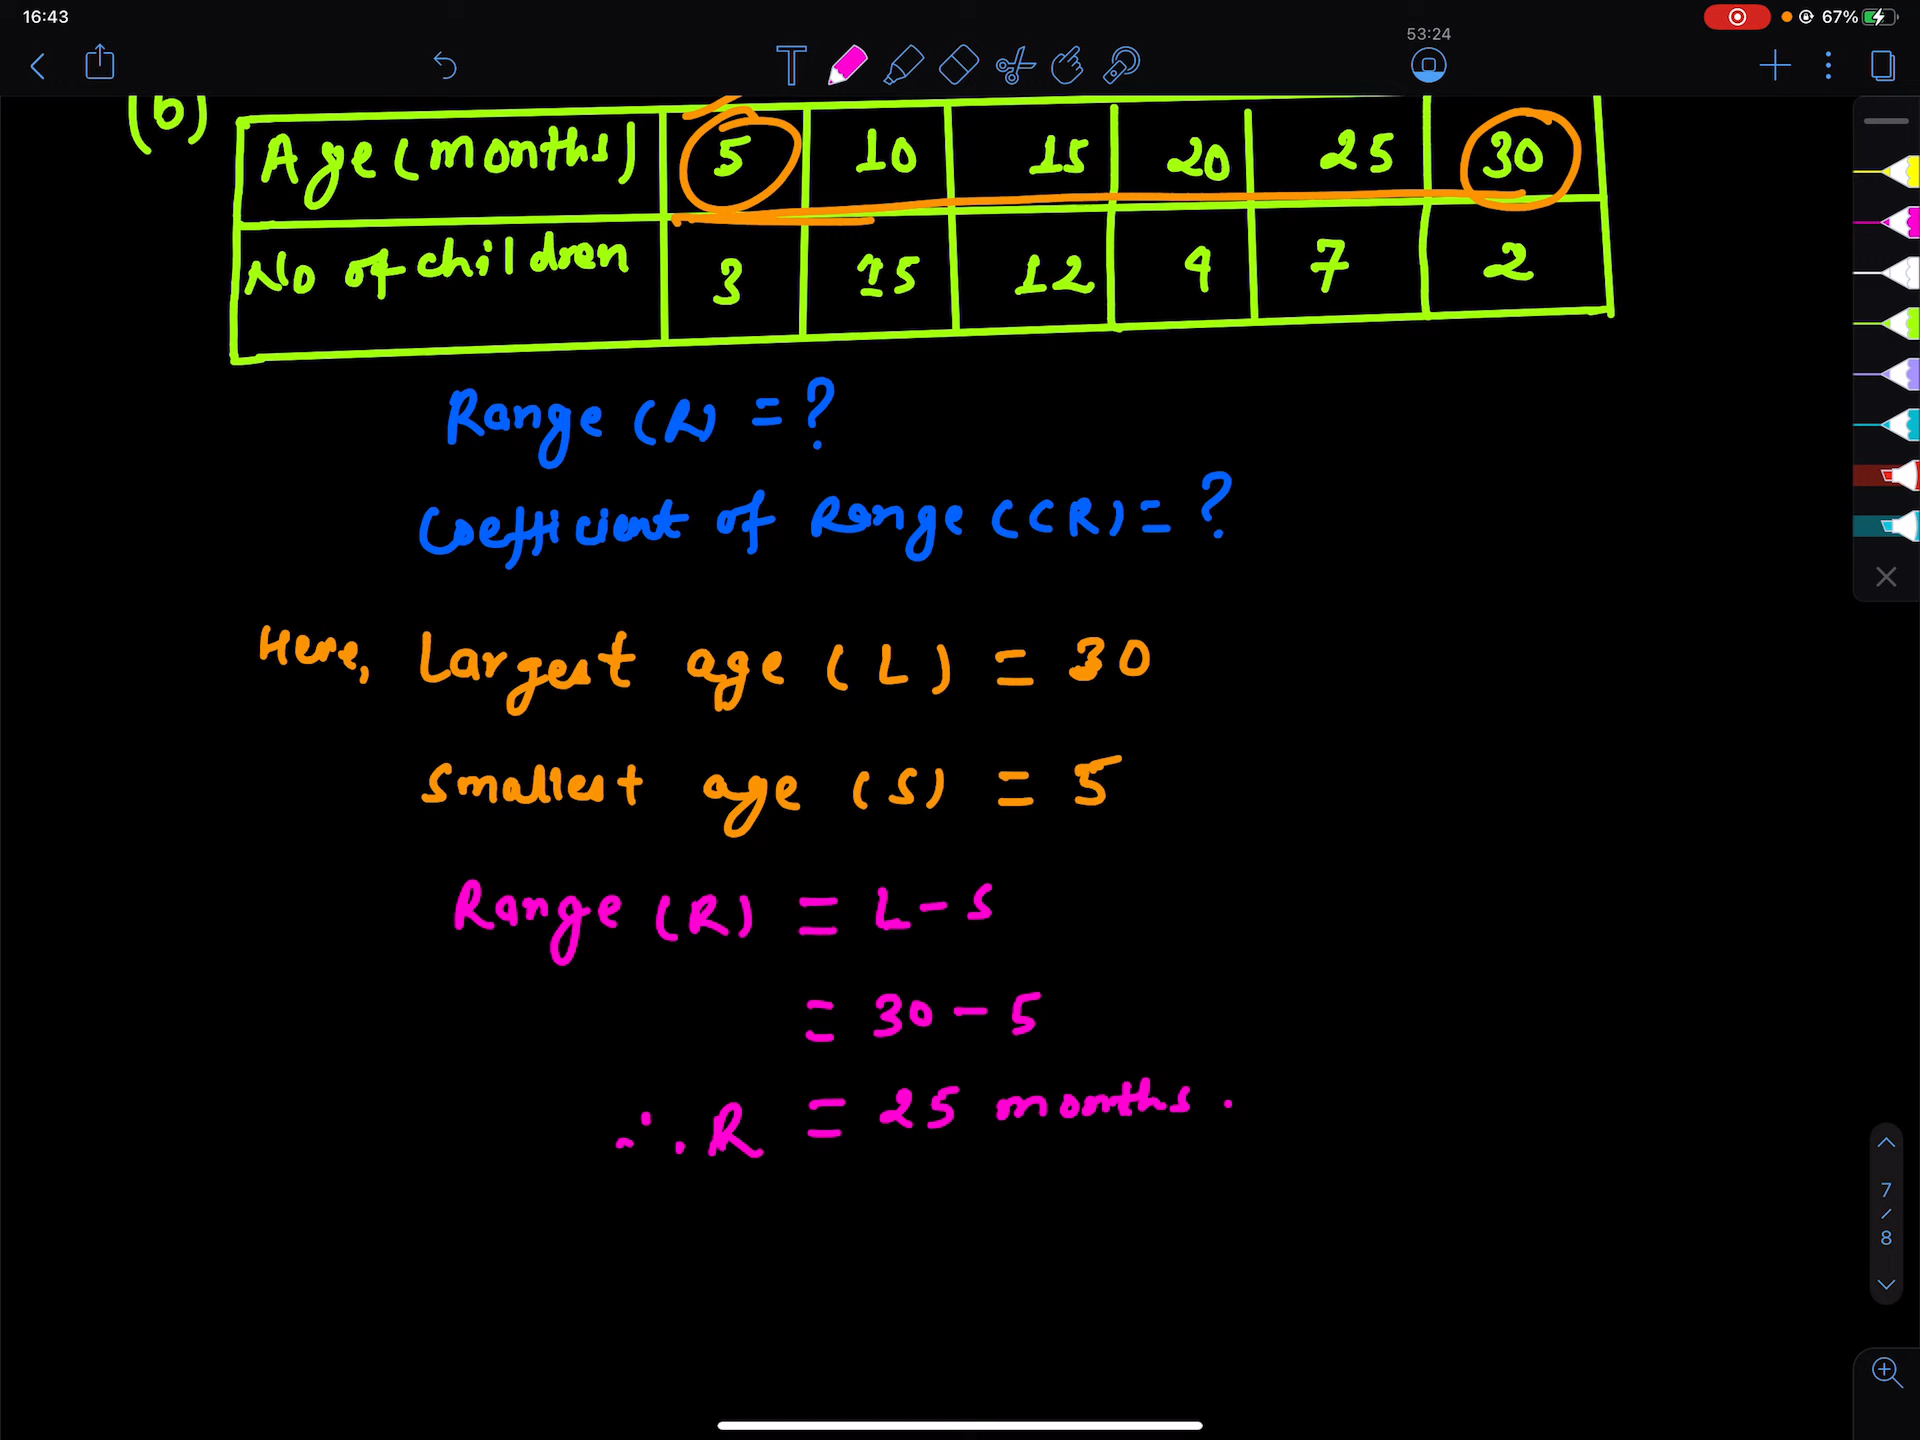 16:43
67%
53:24
(b)
Age (months) 5 10 15 20 25 30
No of children 3 15 12 4 7 2
Range (R) = ?
Coefficient of Range (CR) = ?
Here, Largest age (L) = 30
Smallest age (S) = 5
Range (R) = L - S
= 30 - 5
∴ R = 25 months.
7
/
8